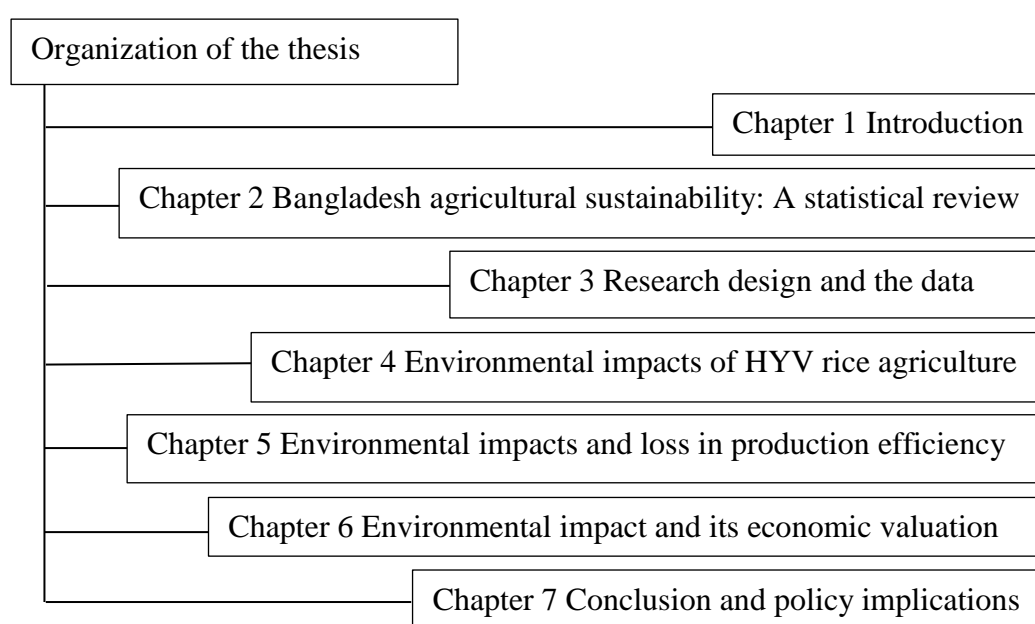 Organization of the thesis
Chapter 1 Introduction
Chapter 2 Bangladesh agricultural sustainability: A statistical review
Chapter 3 Research design and the data
Chapter 4 Environmental impacts of HYV rice agriculture
Chapter 5 Environmental impacts and loss in production efficiency
Chapter 6 Environmental impact and its economic valuation
Chapter 7 Conclusion and policy implications